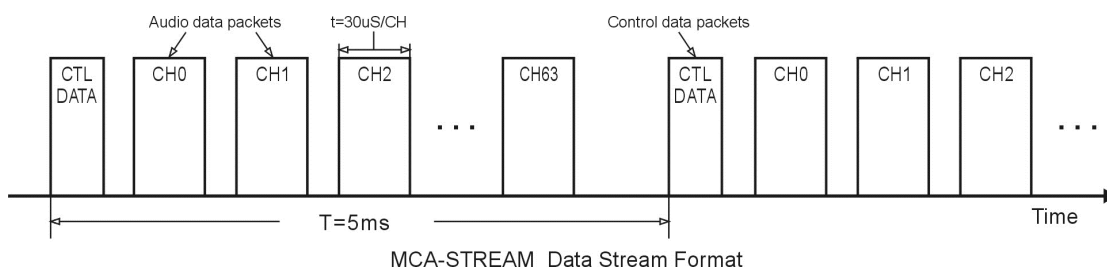 Audio data packets
t=30uS/CH
Control data packets
CTL
DATA
CH0
CH1
CH2
CH63
CTL
DATA
CH0
CH1
CH2
. . .
. . .
T=5ms
Time
MCA-STREAM Data Stream Format